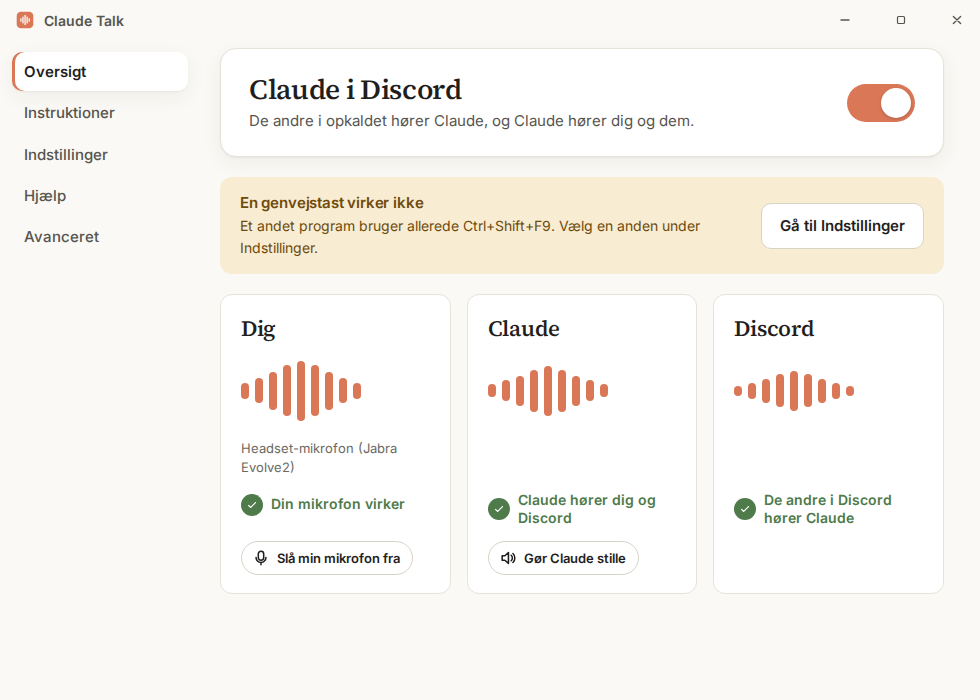 Claude Talk
Oversigt
Instruktioner
Indstillinger
Hjælp
Avanceret
Claude i Discord
De andre i opkaldet hører Claude, og Claude hører dig og dem.
En genvejstast virker ikke
Et andet program bruger allerede Ctrl+Shift+F9. Vælg en anden under
Indstillinger.
Gå til Indstillinger
Dig
Headset-mikrofon (Jabra
Evolve2)
Din mikrofon virker
Slå min mikrofon fra
Claude
Claude hører dig og
Discord
Gør Claude stille
Discord
De andre i Discord
hører Claude